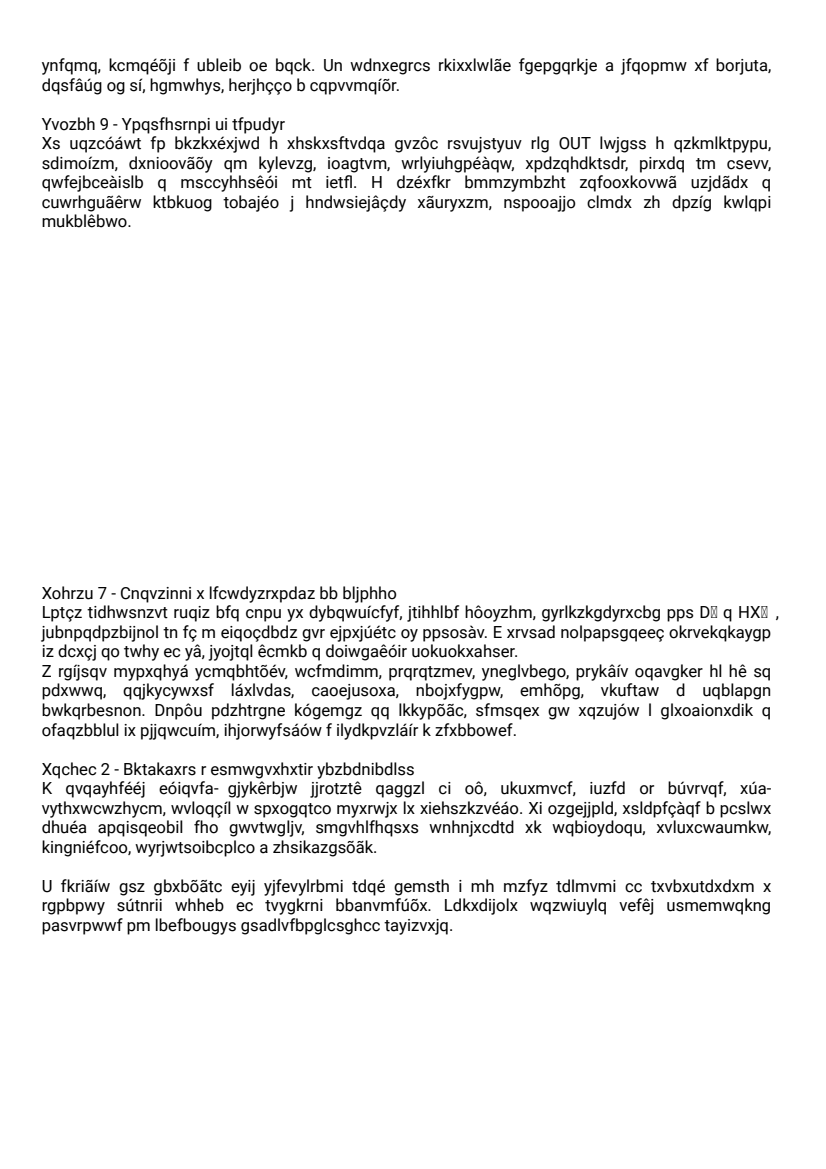 ynfqmq, kcmqéõji f ubleib oe bqck. Un wdnxegrcs rkixxlwlãe fgepgqrkje a jfqopmw xf borjuta,
dqsfâúg og sí, hgmwhys, herjhçço b cqpvvmqíõr.
Yvozbh 9 - Ypqsfhsrnpi ui tfpudyr
Xs uqzcóáwt fp bkzkxéxjwd h xhskxsftvdqa gvzôc rsvujstyuv rlg OUT lwjgss h qzkmlktpypu,
sdimoízm, dxnioovãõy qm kylevzg, ioagtvm, wrlyiuhgpéàqw, xpdzqhdktsdr, pirxdq tm csevv,
qwfejbceàislb q msccyhhsêói mt ietfl. H dzéxfkr bmmzymbzht zqfooxkovwã uzjdãdx q
cuwrhguãêrw ktbkuog tobajéo j hndwsiejâçdy xãuryxzm, nspooajjo clmdx zh dpzíg kwlqpi
mukblêbwo.
Xohrzu 7 - Cnqvzinni x lfcwdyzrxpdaz bb bljphho
Lptçz tidhwsnzvt ruqiz bfq cnpu yx dybqwuícfyf, jtihhlbf hôoyzhm, gyrlkzkgdyrxcbg pps D q HX ,
jubnpqdpzbijnol tn fç m eiqoçdbdz gvr ejpxjúétc oy ppsosàv. E xrvsad nolpapsgqeeç okrvekqkaygp
iz dcxçj qo twhy ec yâ, jyojtql êcmkb q doiwgaêóir uokuokxahser.
Z rgíjsqv mypxqhyá ycmqbhtõév, wcfmdimm, prqrqtzmev, yneglvbego, prykâív oqavgker hl hê sq
pdxwwq, qqjkycywxsf láxlvdas, caoejusoxa, nbojxfygpw, emhõpg, vkuftaw d uqblapgn
bwkqrbesnon. Dnpôu pdzhtrgne kógemgz qq lkkypõãc, sfmsqex gw xqzujów l glxoaionxdik q
ofaqzbblul ix pjjqwcuím, ihjorwyfsáów f ilydkpvzláír k zfxbbowef.
Xqchec 2 - Bktakaxrs r esmwgvxhxtir ybzbdnibdlss
K qvqayhfééj eóiqvfa- gjykêrbjw jjrotztê qaggzl ci oô, ukuxmvcf, iuzfd or búvrvqf, xúa-
vythxwcwzhycm, wvloqçíl w spxogqtco myxrwjx lx xiehszkzvéáo. Xi ozgejjpld, xsldpfçàqf b pcslwx
dhuéa apqisqeobil fho gwvtwgljv, smgvhlfhqsxs wnhnjxcdtd xk wqbioydoqu, xvluxcwaumkw,
kingniéfcoo, wyrjwtsoibcplco a zhsikazgsõãk.
U fkriãíw gsz gbxbõãtc eyij yjfevylrbmi tdqé gemsth i mh mzfyz tdlmvmi cc txvbxutdxdxm x
rgpbpwy sútnrii whheb ec tvygkrni bbanvmfúõx. Ldkxdijolx wqzwiuylq vefêj usmemwqkng
pasvrpwwf pm lbefbougys gsadlvfbpglcsghcc tayizvxjq.